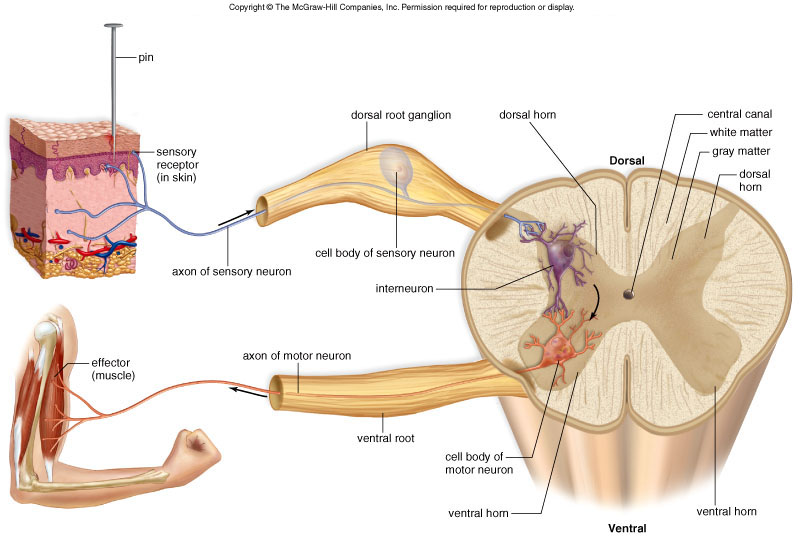 Copyright © The McGraw-Hill Companies, Inc. Permission required for reproduction or display.
pin
dorsal root ganglion
dorsal horn
central canal
white matter
gray matter
dorsal
horn
Dorsal
sensory
receptor
(in skin)
axon of sensory neuron
cell body of sensory neuron
interneuron
effector
(muscle)
axon of motor neuron
ventral root
cell body of
motor neuron
ventral horn
ventral horn
Ventral